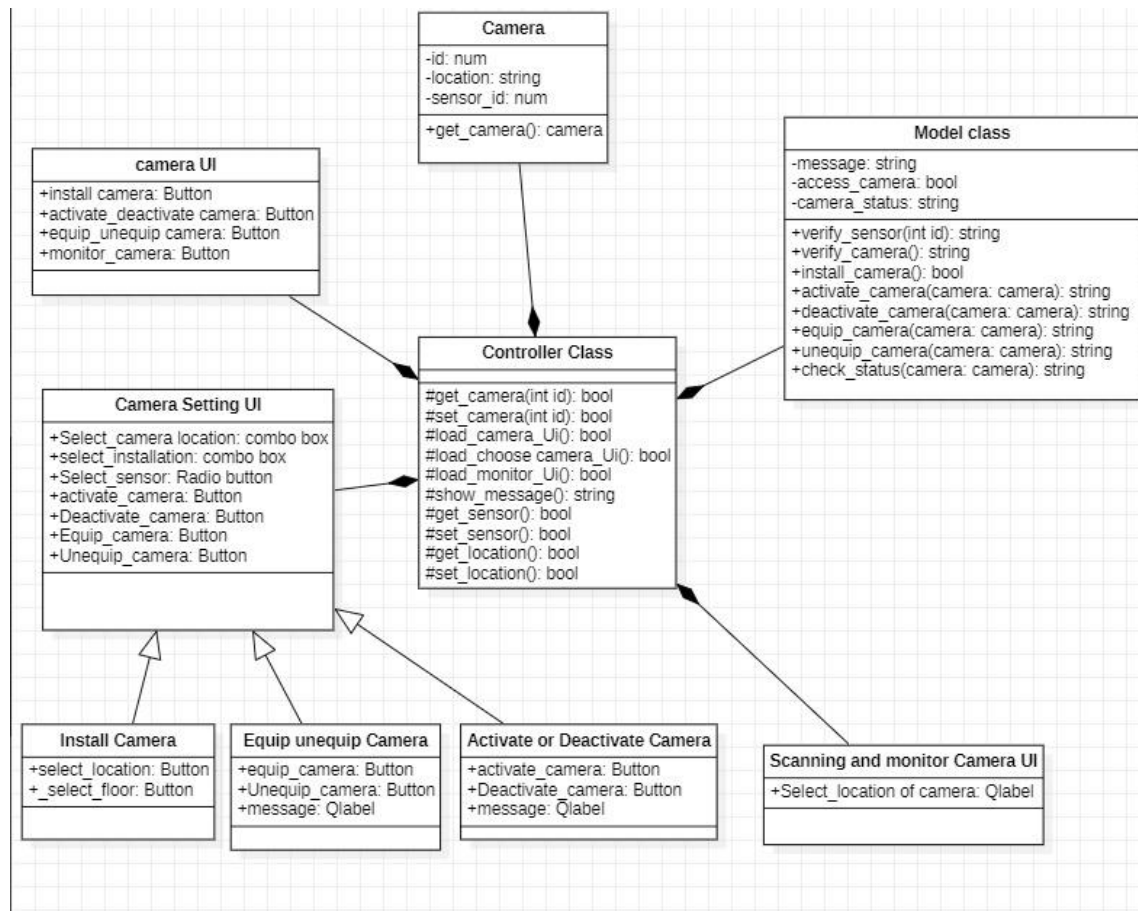 Camera
-id: num
-location: string
-sensor_id: num
+get_camera(): camera
camera UI
+install camera: Button
+activate_deactivate camera: Button
+equip_unequip camera: Button
+monitor_camera: Button
Model class
-message: string
-access_camera: bool
-camera_status: string
+verify_sensor(int id): string
+verify_camera(): string
+install_camera(): bool
+activate_camera(camera: camera): string
+deactivate_camera(camera: camera): string
+equip_camera(camera: camera): string
+unequip_camera(camera: camera): string
+check_status(camera: camera): string
Controller Class
#get_camera(int id): bool
#set_camera(int id): bool
#load_camera_Ui(): bool
#load_choose camera_Ui(): bool
#load_monitor_Ui(): bool
#show_message(): string
#get_sensor(): bool
#set_sensor(): bool
#get_location(): bool
#set_location(): bool
Camera Setting UI
+Select_camera location: combo box
+select_installation: combo box
+Select_sensor: Radio button
+activate_camera: Button
+Deactivate_camera: Button
+Equip_camera: Button
+Unequip_camera: Button
Install Camera
+select_location: Button
+_select_floor: Button
Equip unequip Camera
+equip_camera: Button
+Unequip_camera: Button
+message: Qlabel
Activate or Deactivate Camera
+activate_camera: Button
+Deactivate_camera: Button
+message: Qlabel
Scanning and monitor Camera UI
+Select_location of camera: Qlabel